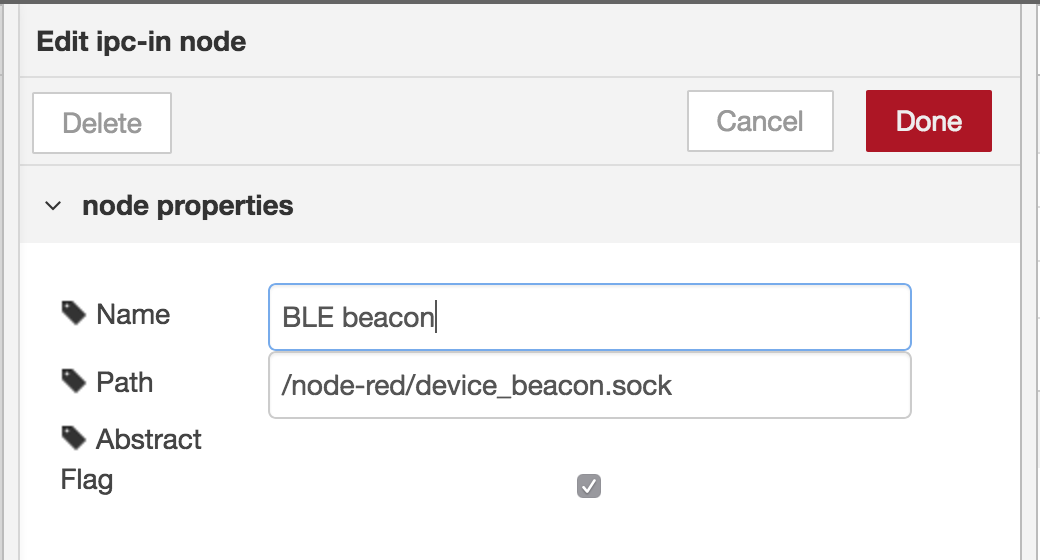 Edit ipc-in node
Delete
Cancel
Done
node properties
Name
BLE beacon
Path
/node-red/device_beacon.sock
Abstract
Flag